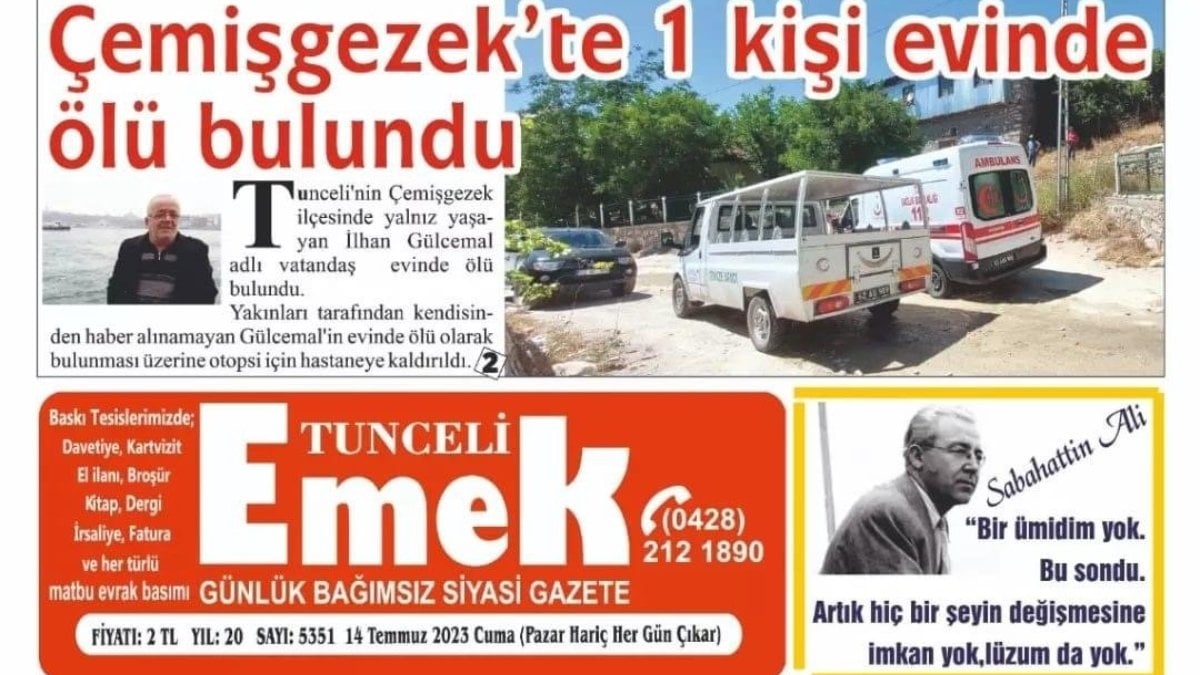 Çemişgezek’te 1 kişi evinde
ölü bulundu
Tunceli'nin Çemişgezek
ilçesinde yalnız yaşa-
yan İlhan Gülcemal
adlı vatandaş evinde ölü
bulundu.
Yakınları tarafından kendisin-
den haber alınamayan Gülcemal'in evinde ölü olarak
bulunması üzerine otopsi için hastaneye kaldırıldı. 2
AMBULANS
Baskı Tesislerimizde;
Davetiye, Kartvizit
El ilanı, Broşür
Kitap, Dergi
İrsaliye, Fatura
ve her türlü
matbu evrak basımı
TUNCELİ
Emek
(0428)
212 1890
GÜNLÜK BAĞIMSIZ SİYASİ GAZETE
FİYATI: 2 TL YIL: 20 SAYI: 5351 14 Temmuz 2023 Cuma (Pazar Hariç Her Gün Çıkar)
Sabahattin Ali
“Bir ümidim yok.
Bu sondu.
Artık hiç bir şeyin değişmesine
imkan yok,lüzum da yok.”